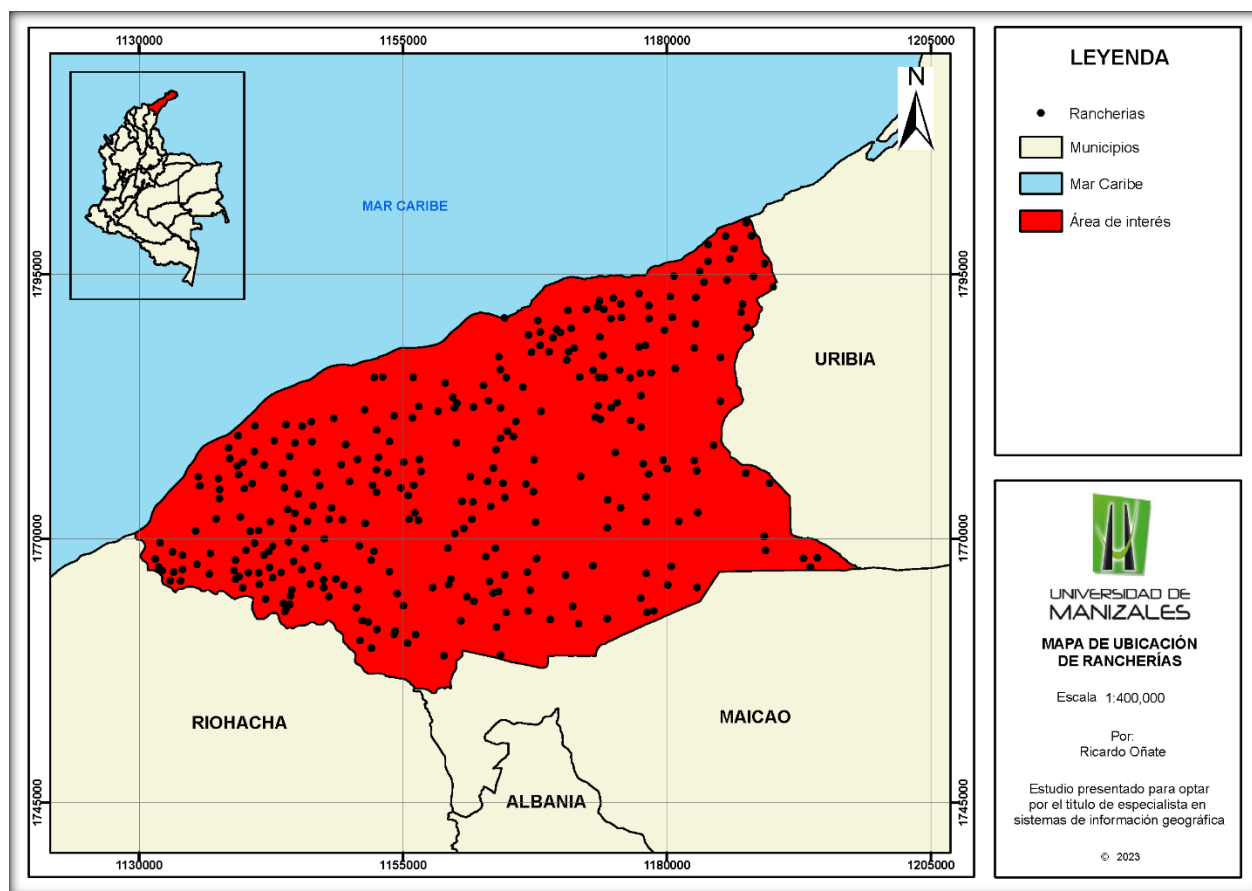 1130000
1155000
1180000
1205000
1795000
1770000
1745000
1795000
1770000
1745000
N
MAR CARIBE
URIBIA
RIOHACHA
MAICAO
ALBANIA
1130000
1155000
1180000
1205000
LEYENDA
Rancherias
Municipios
Mar Caribe
Área de interés
UNIVERSIDAD DE
MANIZALES
MAPA DE UBICACIÓN
DE RANCHERÍAS
Escala 1:400,000
Por:
Ricardo Oñate
Estudio presentado para optar
por el título de especialista en
sistemas de información geográfica
© 2023